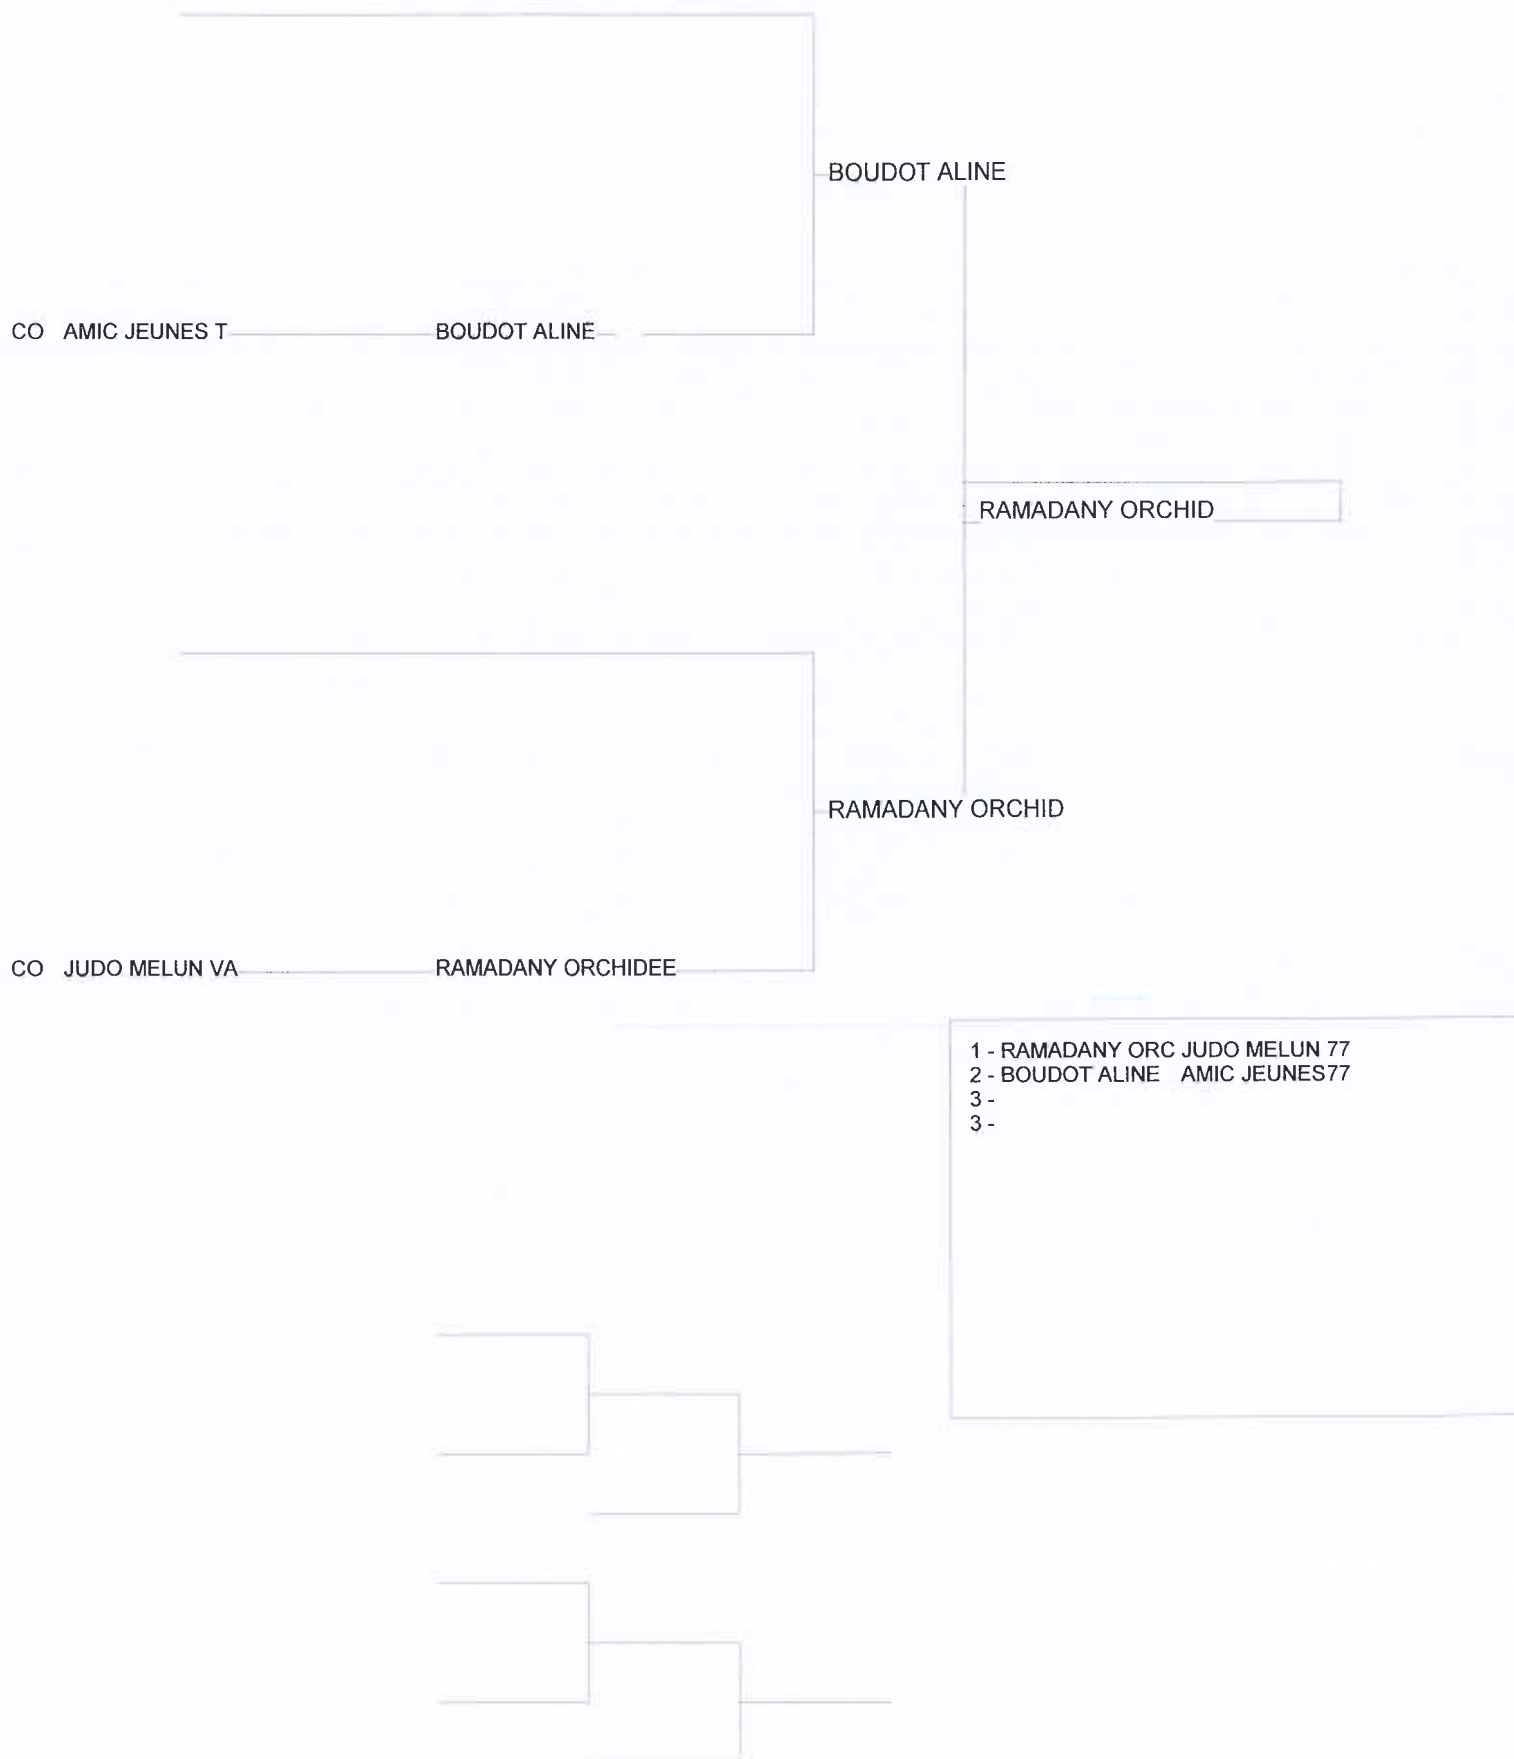 BOUDOT ALINE
CO AMIC JEUNES T BOUDOT ALINE
RAMADANY ORCHID
RAMADANY ORCHID
CO JUDO MELUN VA RAMADANY ORCHIDEE
1 - RAMADANY ORC JUDO MELUN 77
2 - BOUDOT ALINE AMIC JEUNES77
3 -
3 -